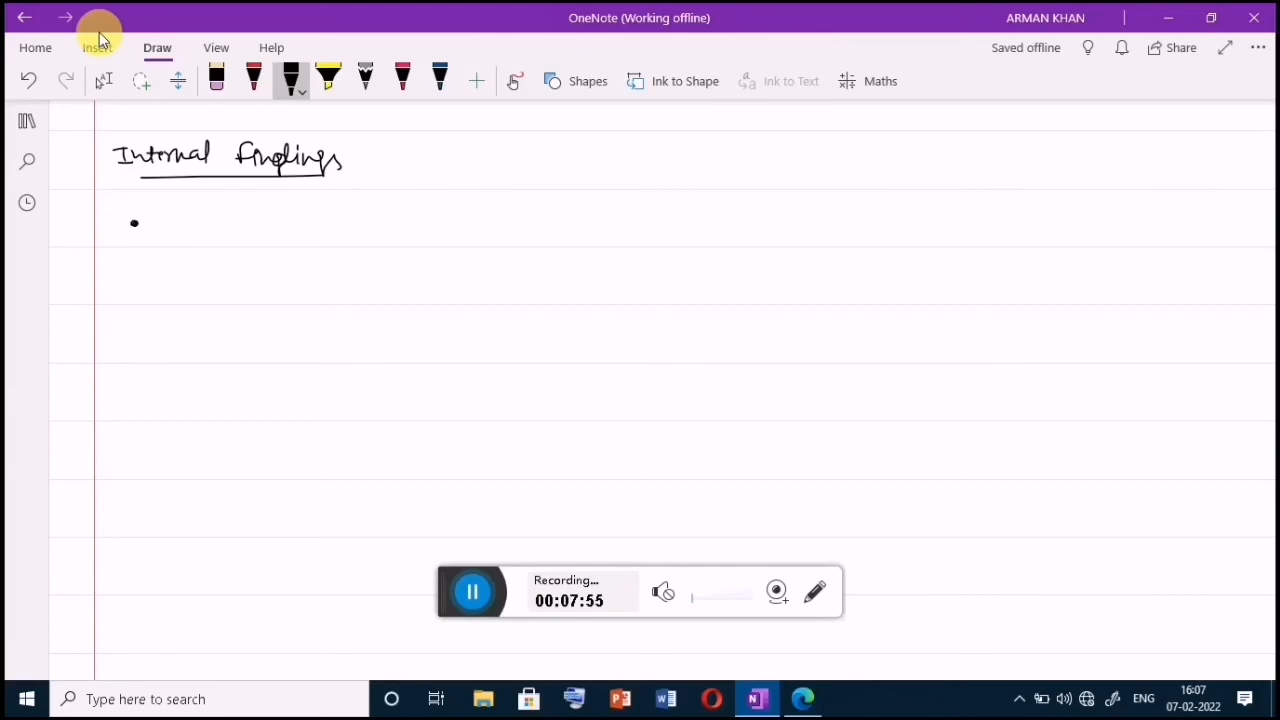 OneNote (Working offline)
ARMAN KHAN
Home
Insert
Draw
View
Help
Saved offline
Share
Shapes
Ink to Shape
Ink to Text
Maths
Internal findings
Recording...
00:07:55
Type here to search
ENG
16:07
07-02-2022